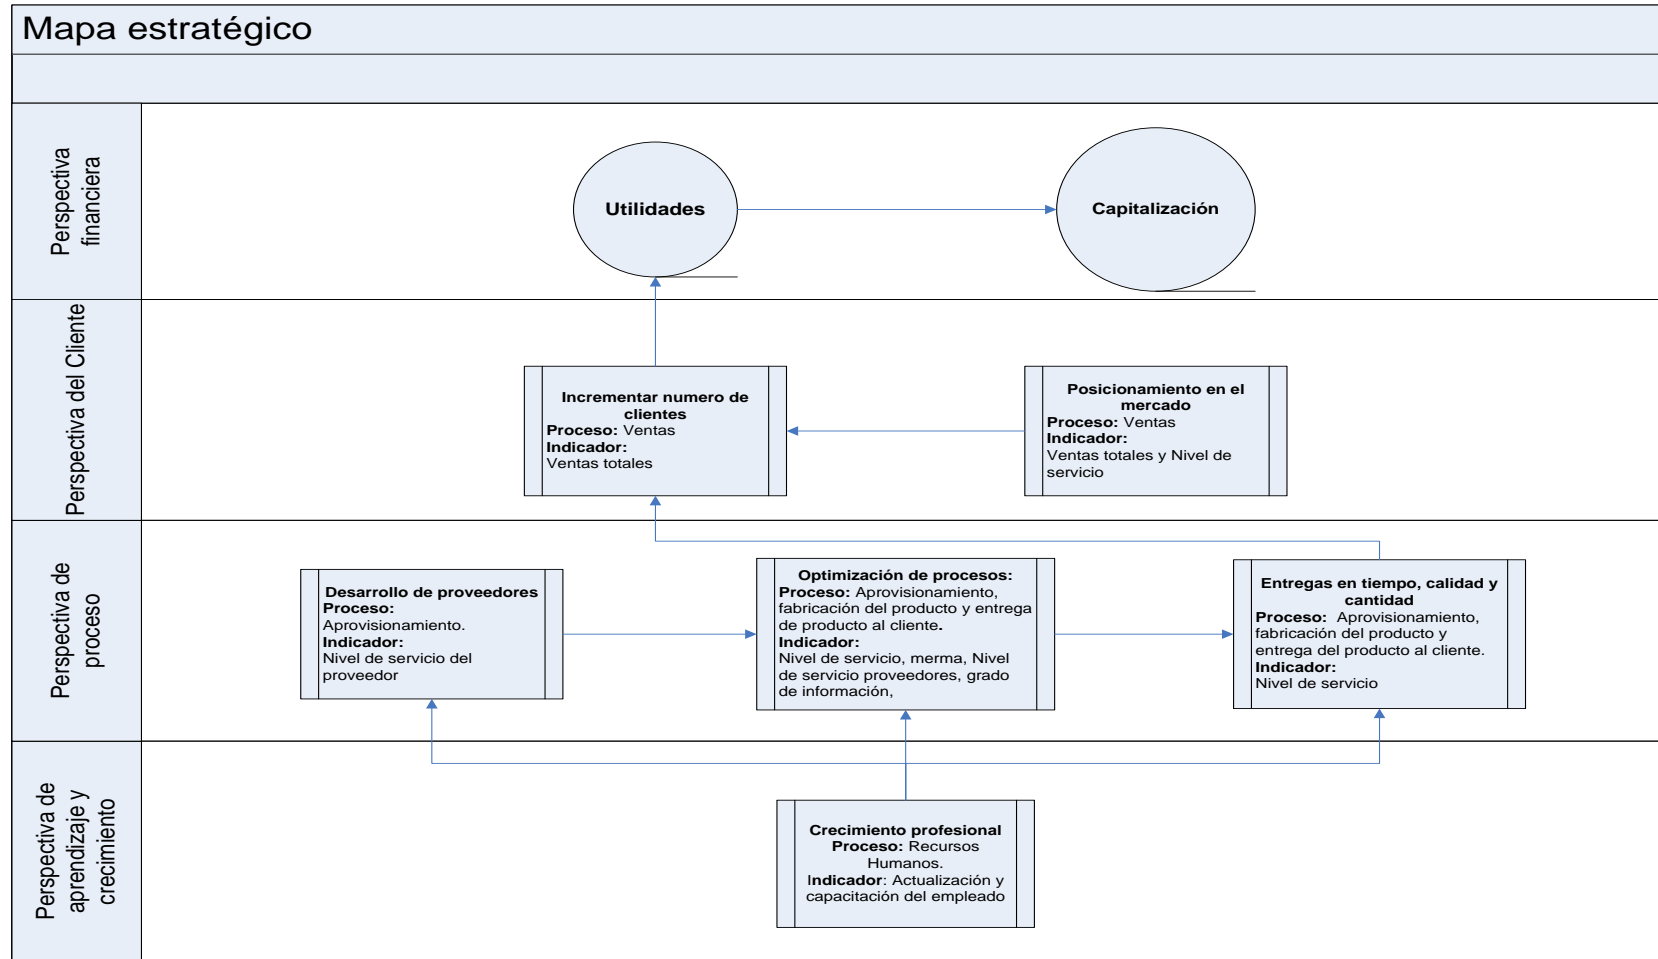 Mapa estratégico
Perspectiva
financiera
Utilidades
Capitalización
Perspectiva del Cliente
Incrementar numero de
clientes
Proceso: Ventas
Indicador:
Ventas totales
Posicionamiento en el
mercado
Proceso: Ventas
Indicador:
Ventas totales y Nivel de
servicio
Perspectiva de
proceso
Desarrollo de proveedores
Proceso:
Aprovisionamiento.
Indicador:
Nivel de servicio del
proveedor
Optimización de procesos:
Proceso: Aprovisionamiento,
fabricación del producto y entrega
de producto al cliente.
Indicador:
Nivel de servicio, merma, Nivel
de servicio proveedores, grado
de información,
Entregas en tiempo, calidad y
cantidad
Proceso: Aprovisionamiento,
fabricación del producto y
entrega del producto al cliente.
Indicador:
Nivel de servicio
Perspectiva de
aprendizaje y
crecimiento
Crecimiento profesional
Proceso: Recursos
Humanos.
Indicador: Actualización y
capacitación del empleado